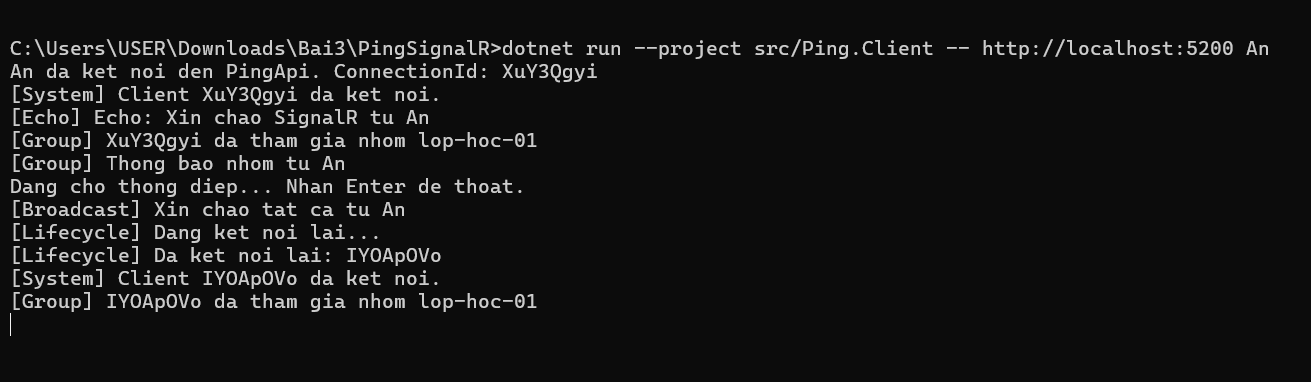 C:\Users\USER\Downloads\Bai3\PingSignalR>dotnet run --project src/Ping.Client -- http://localhost:5200 An
An da ket noi den PingApi. ConnectionId: XuY3Qgyi
[System] Client XuY3Qgyi da ket noi.
[Echo] Echo: Xin chao SignalR tu An
[Group] XuY3Qgyi da tham gia nhom lop-hoc-01
[Group] Thong bao nhom tu An
Dang cho thong diep... Nhan Enter de thoat.
[Broadcast] Xin chao tat ca tu An
[Lifecycle] Dang ket noi lai...
[Lifecycle] Da ket noi lai: IYOApOVo
[System] Client IYOApOVo da ket noi.
[Group] IYOApOVo da tham gia nhom lop-hoc-01